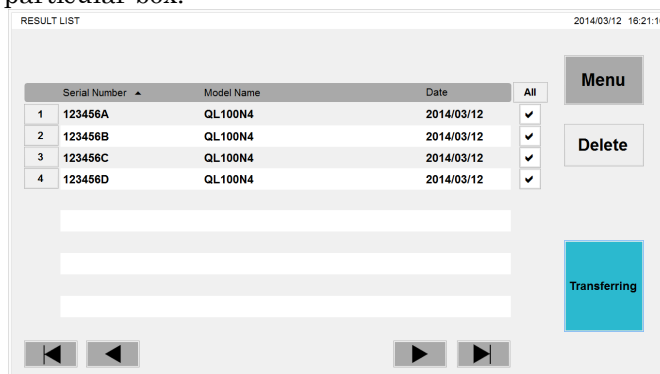 particular box.
RESULT LIST 2014/03/12 16:21:1
Menu
Serial Number ▲ Model Name Date All
1 123456A QL100N4 2014/03/12 ✔
2 123456B QL100N4 2014/03/12 ✔
Delete
3 123456C QL100N4 2014/03/12 ✔
4 123456D QL100N4 2014/03/12 ✔
Transferring